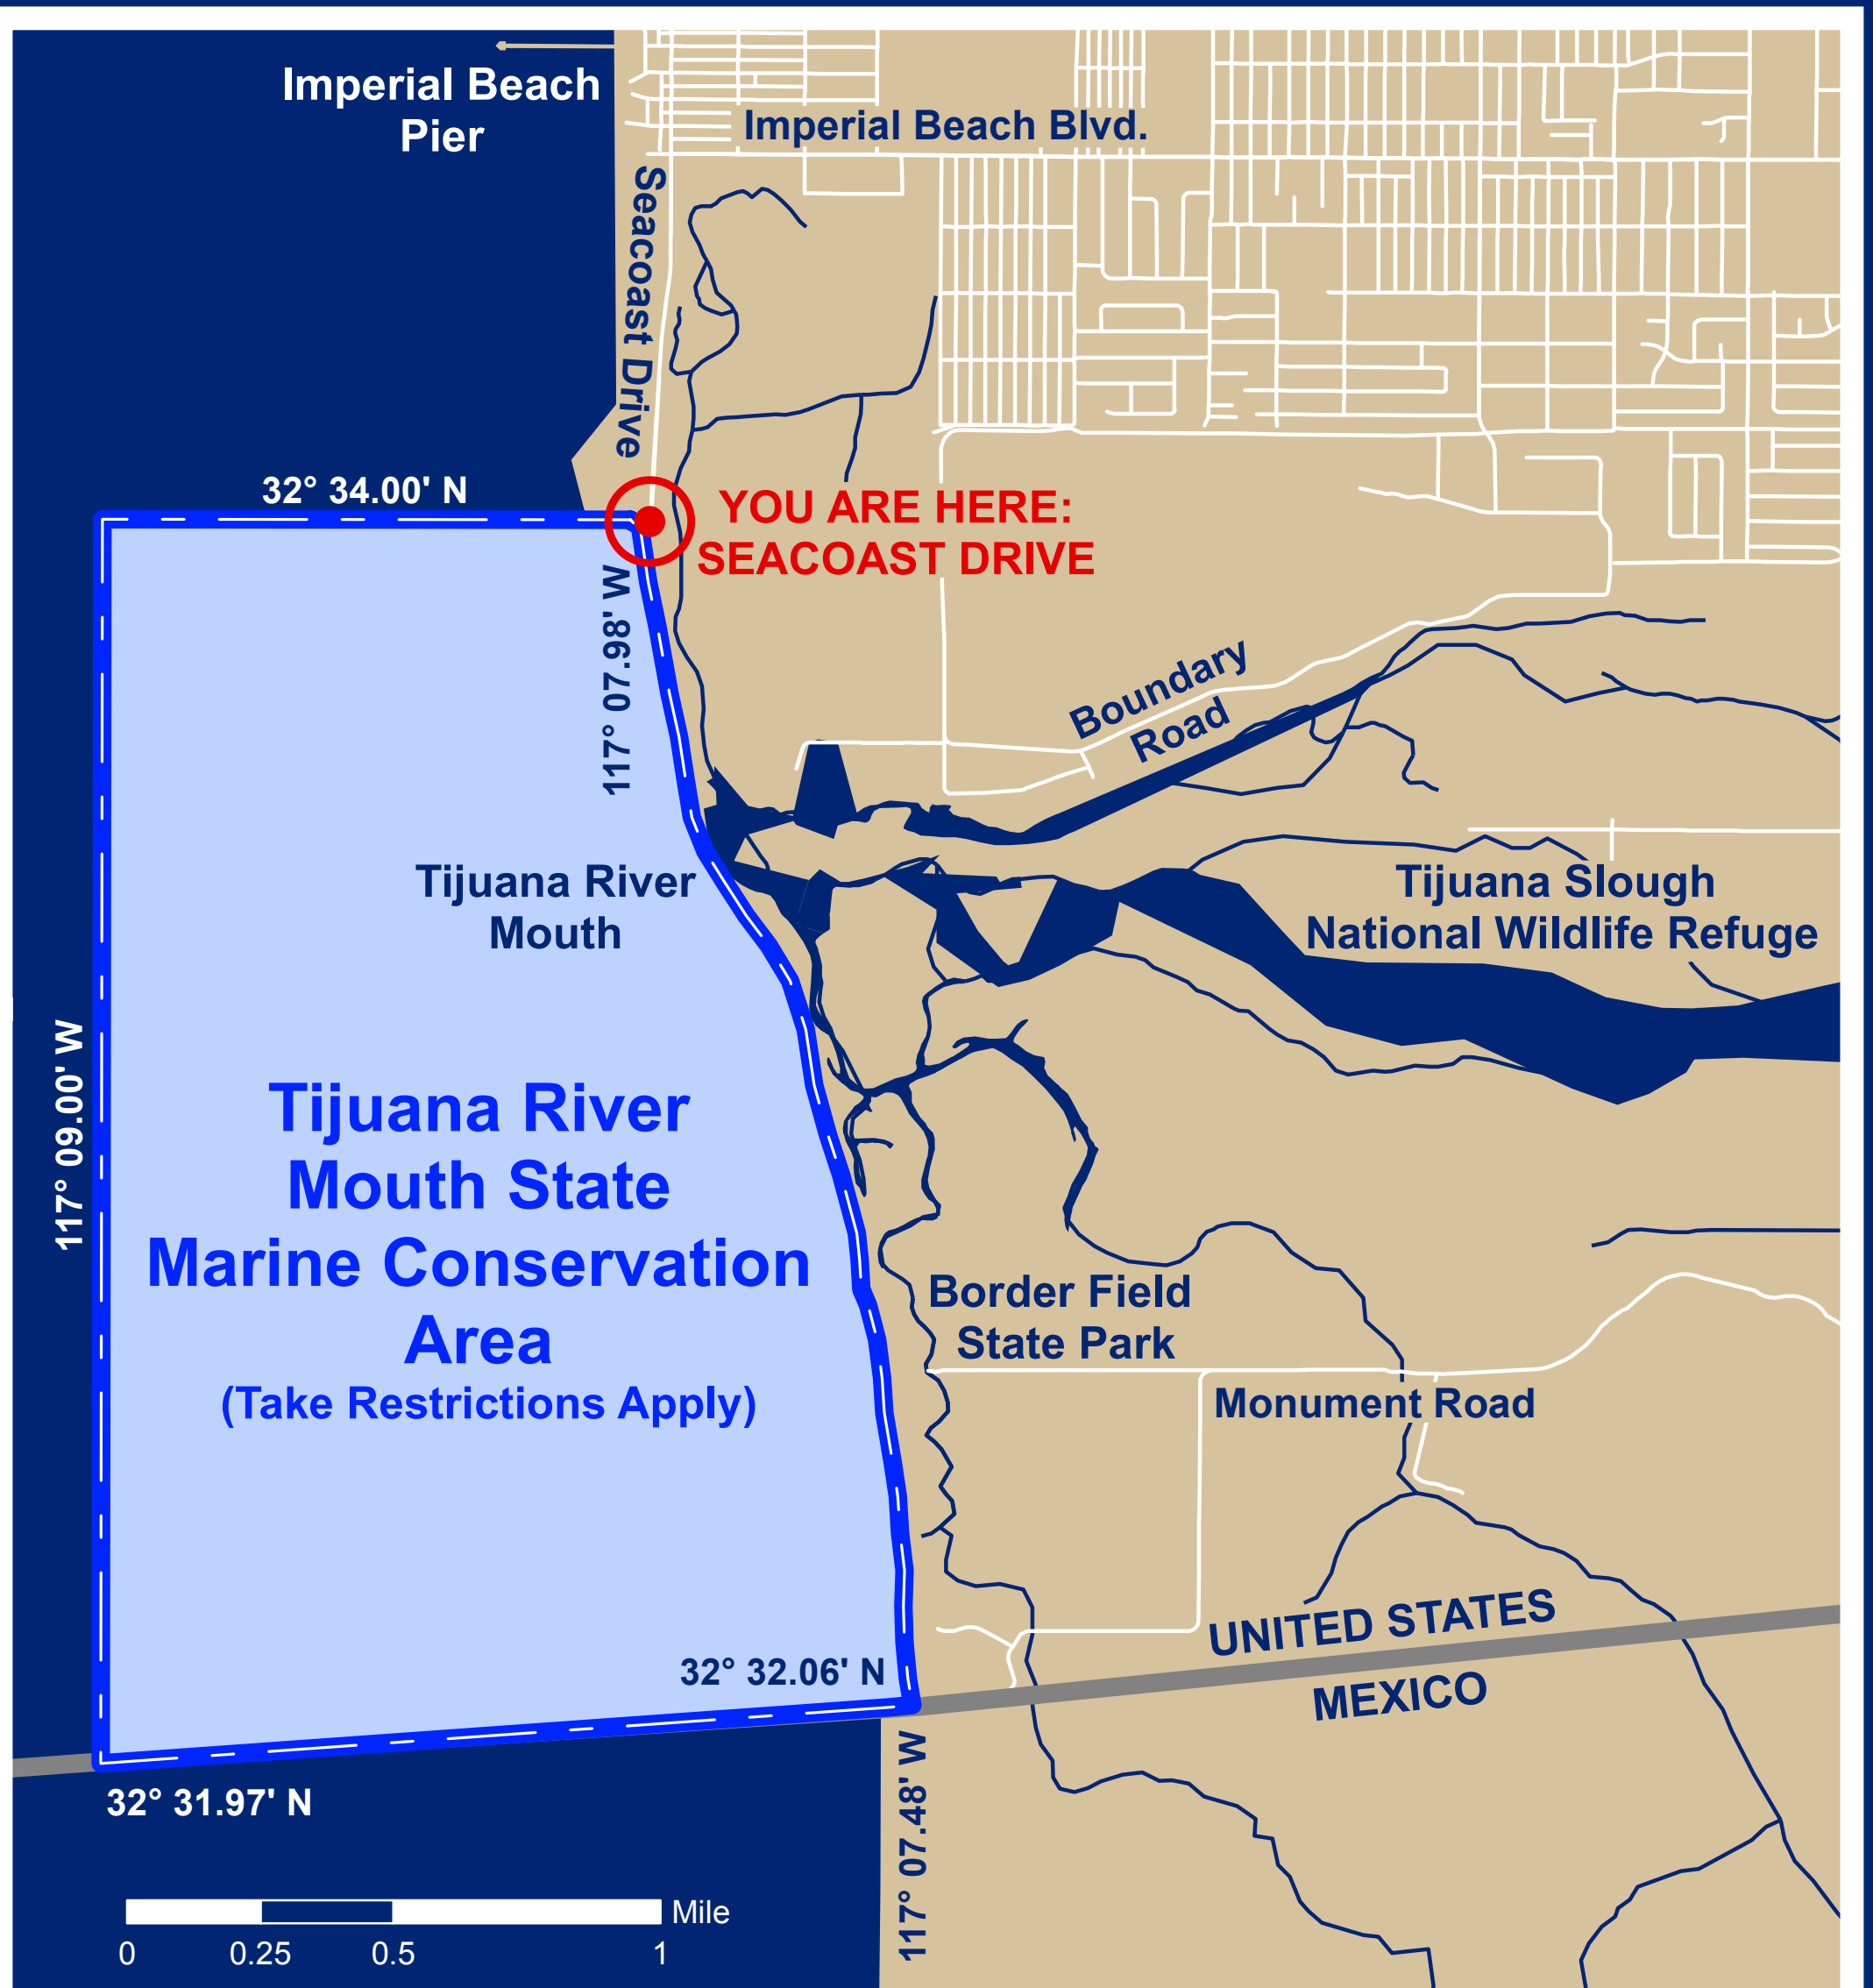 Imperial Beach
Pier
Imperial Beach Blvd.
Seacoast Drive
32° 34.00' N
YOU ARE HERE:
SEACOAST DRIVE
117° 07.98' W
Boundary
Road
Tijuana River
Mouth
Tijuana Slough
National Wildlife Refuge
117° 09.00' W
Tijuana River
Mouth State
Marine Conservation
Area
(Take Restrictions Apply)
Border Field
State Park
Monument Road
UNITED STATES
MEXICO
32° 32.06' N
32° 31.97' N
117° 07.48' W
Mile
0 0.25 0.5 1